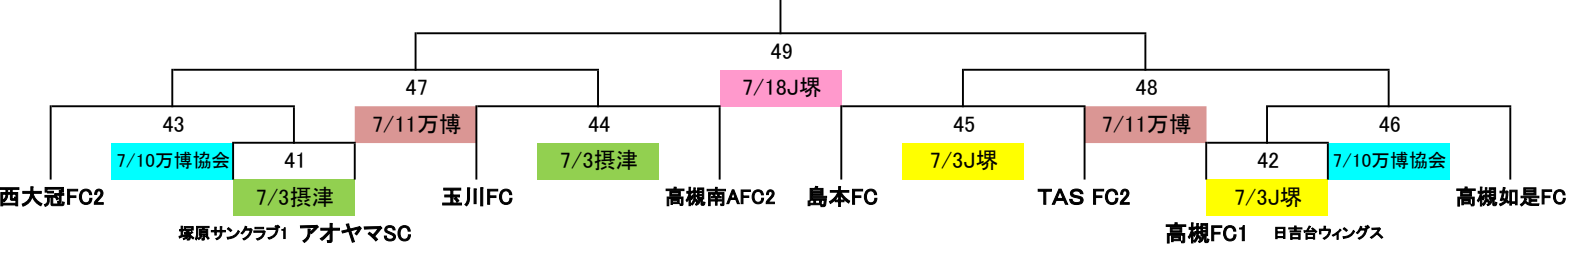 49
7/18J堺
47
48
7/11万博
7/11万博
43
44
45
46
7/10万博協会
41
7/3摂津
7/3J堺
42
7/10万博協会
西大冠FC2
7/3摂津
玉川FC
高槻南AFC2
島本FC
TAS FC2
7/3J堺
高槻如是FC
塚原サンクラブ1
アオヤマSC
高槻FC1
日吉台ウィングス